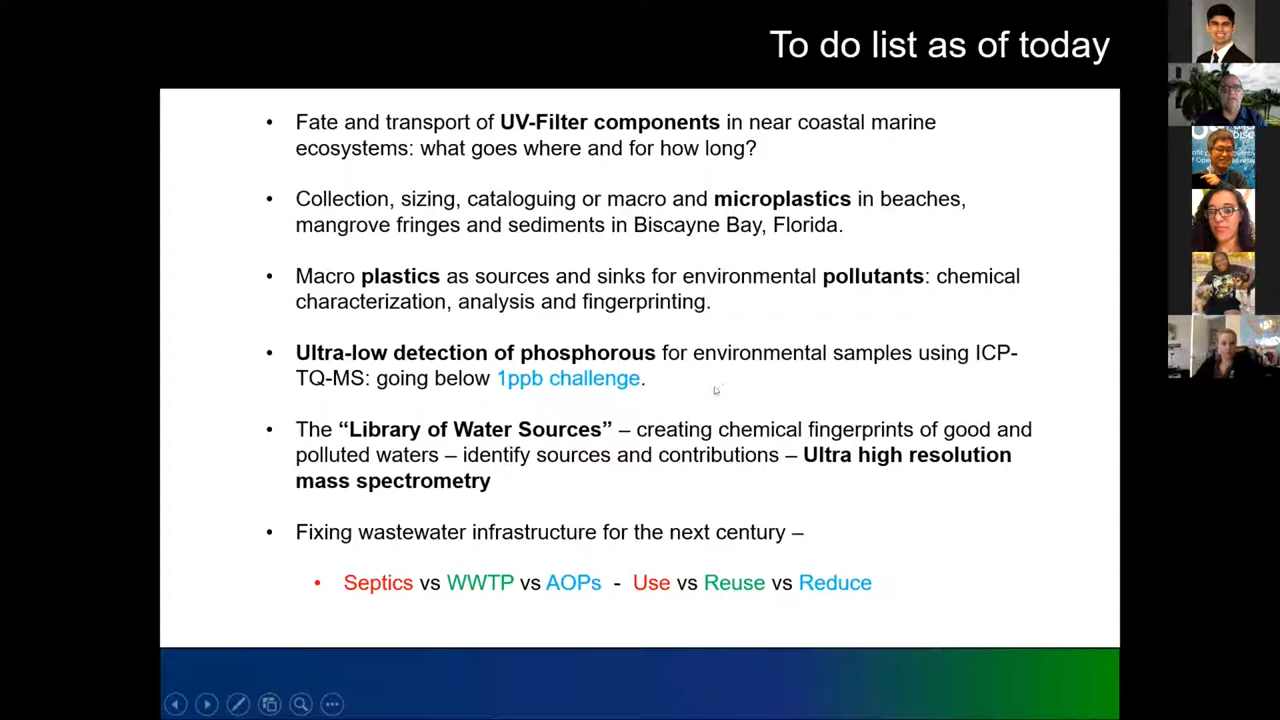 To do list as of today
• Fate and transport of UV-Filter components in near coastal marine
ecosystems: what goes where and for how long?
• Collection, sizing, cataloguing or macro and microplastics in beaches,
mangrove fringes and sediments in Biscayne Bay, Florida.
• Macro plastics as sources and sinks for environmental pollutants: chemical
characterization, analysis and fingerprinting.
• Ultra-low detection of phosphorous for environmental samples using ICP-
TQ-MS: going below 1ppb challenge.
• The “Library of Water Sources” – creating chemical fingerprints of good and
polluted waters – identify sources and contributions – Ultra high resolution
mass spectrometry
• Fixing wastewater infrastructure for the next century –
• Septics vs WWTP vs AOPs - Use vs Reuse vs Reduce